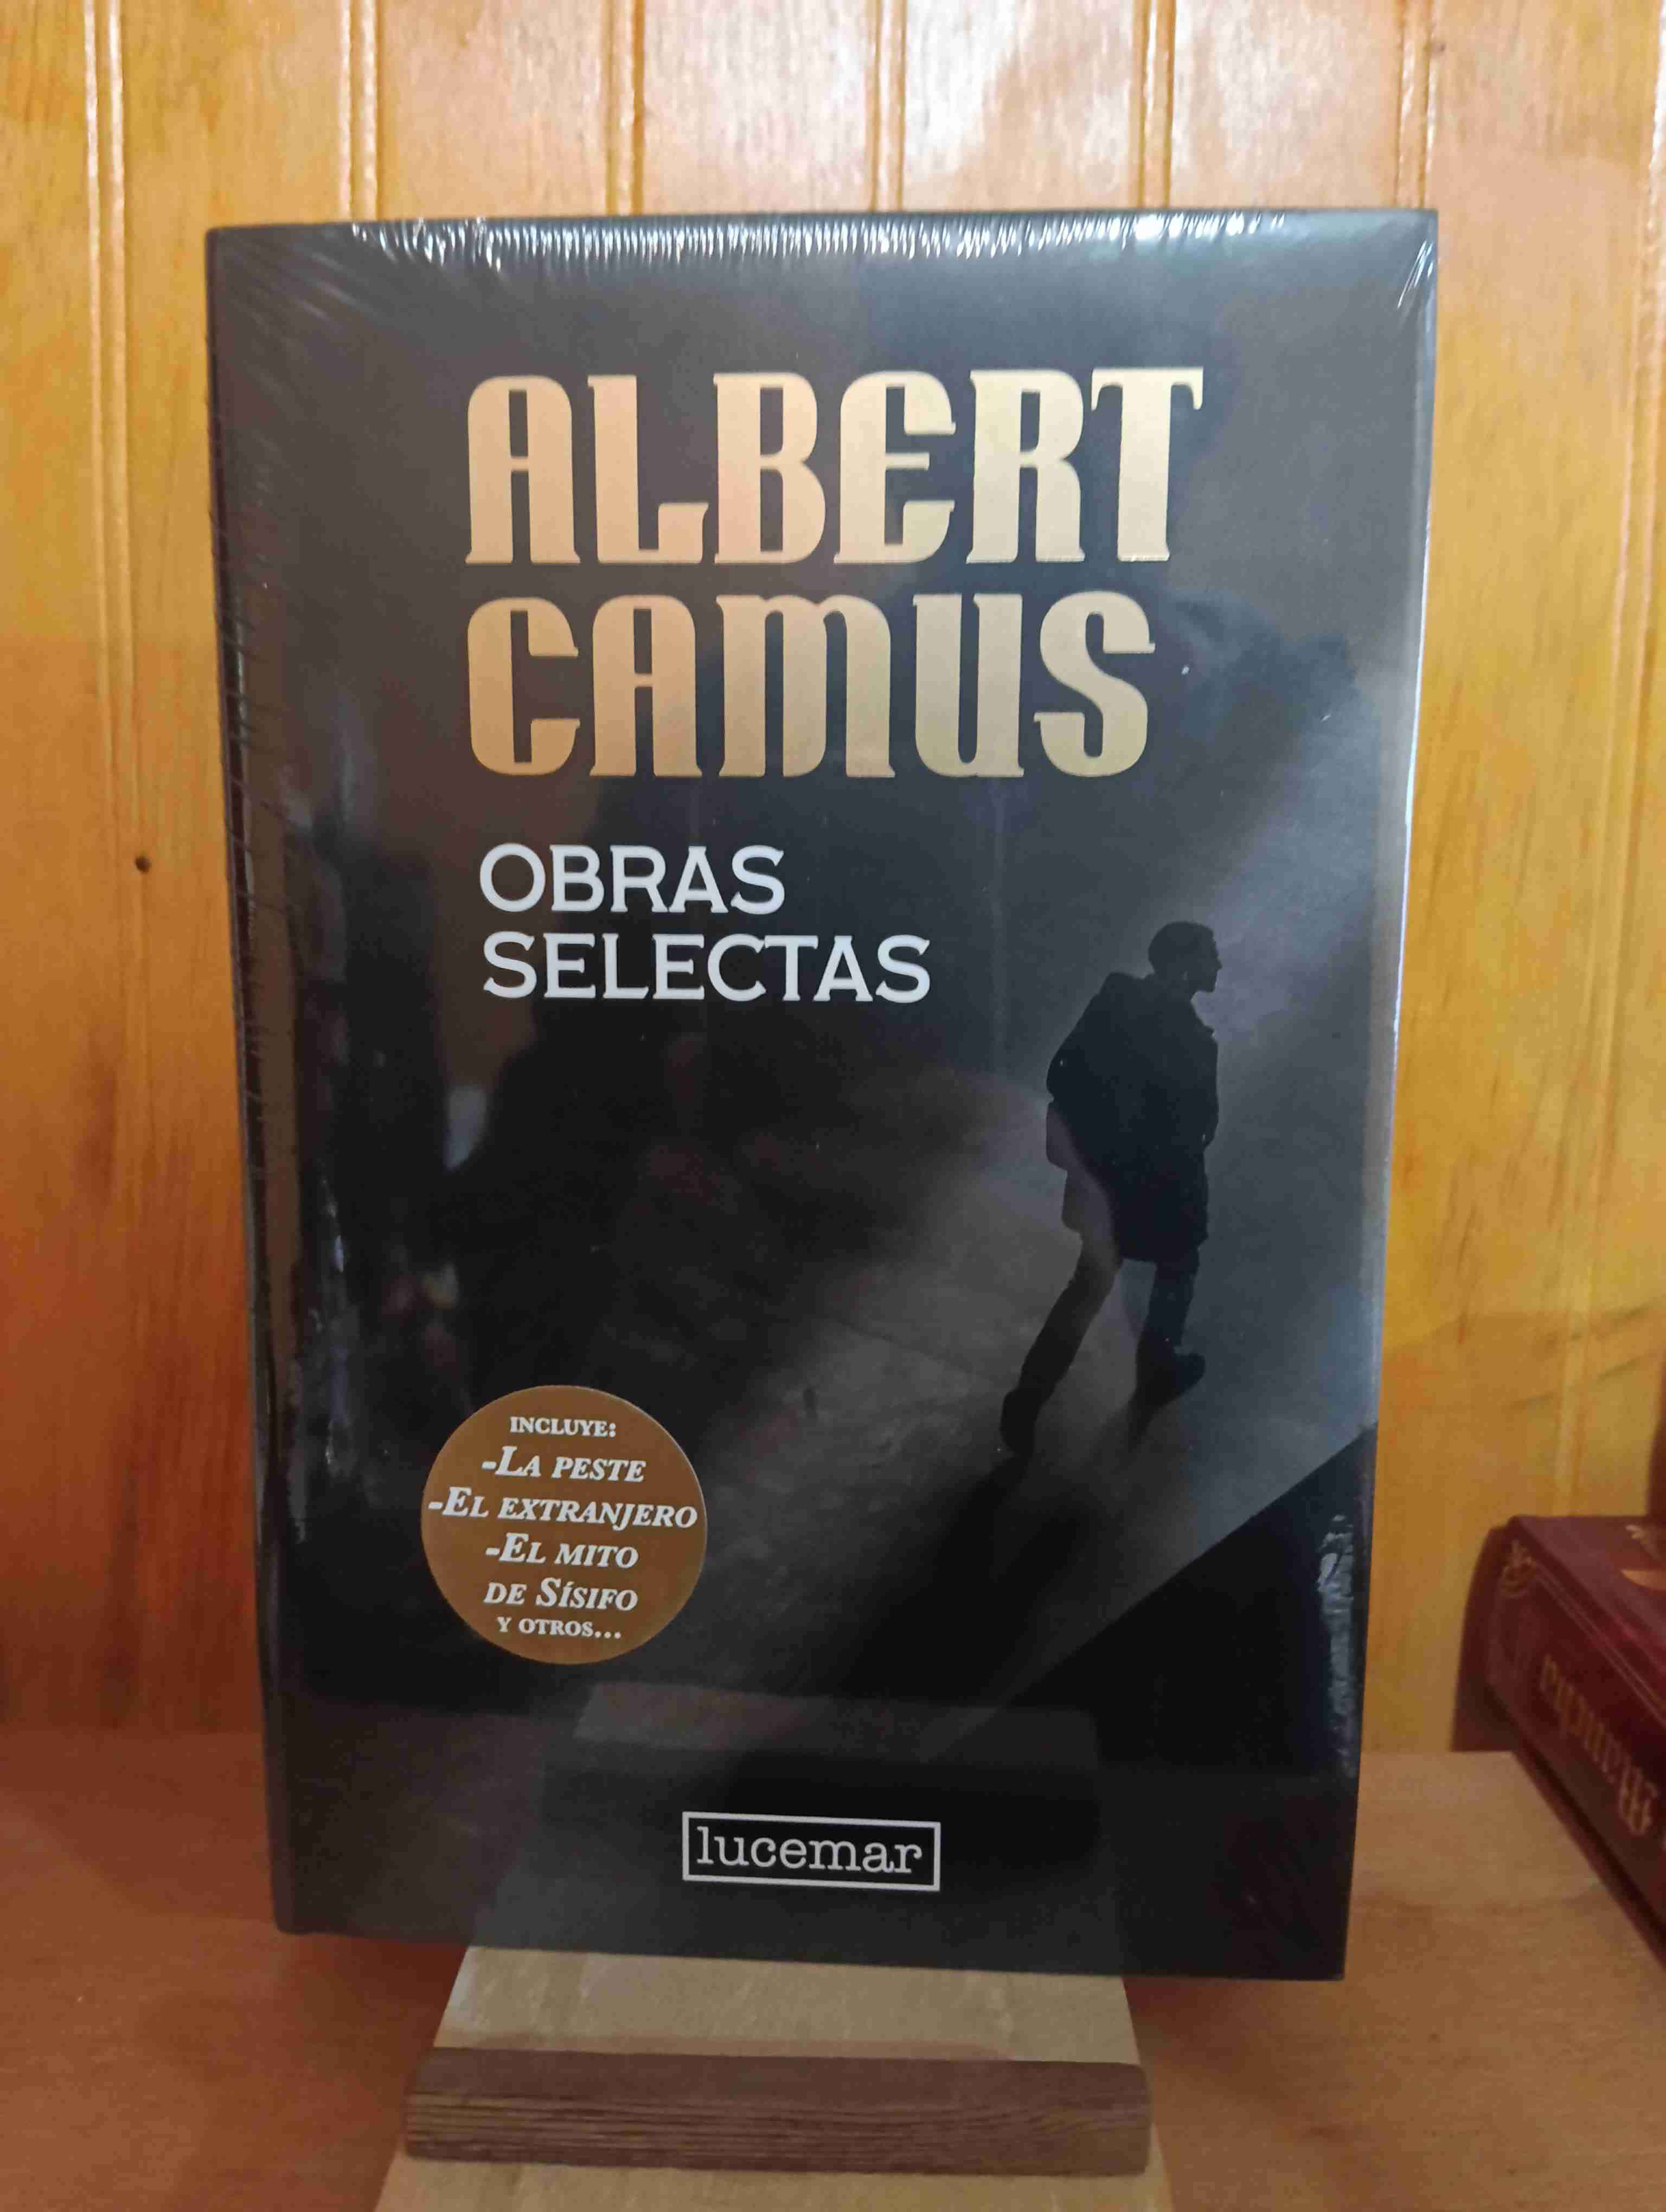 ALBERT
CAMUS
OBRAS
SELECTAS
INCLUYE:
-LA PESTE
-EL EXTRANJERO
-EL MITO
DE SÍSIFO
Y OTROS...
lucemar